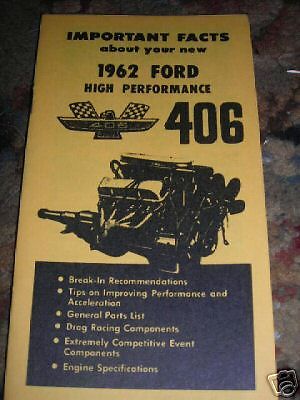 IMPORTANT FACTS
about your new
1962 FORD
HIGH PERFORMANCE
406
• Break-In Recommendations
• Tips on Improving Performance and
Acceleration
• General Parts List
• Drag Racing Components
• Extremely Competitive Event
Components
• Engine Specifications